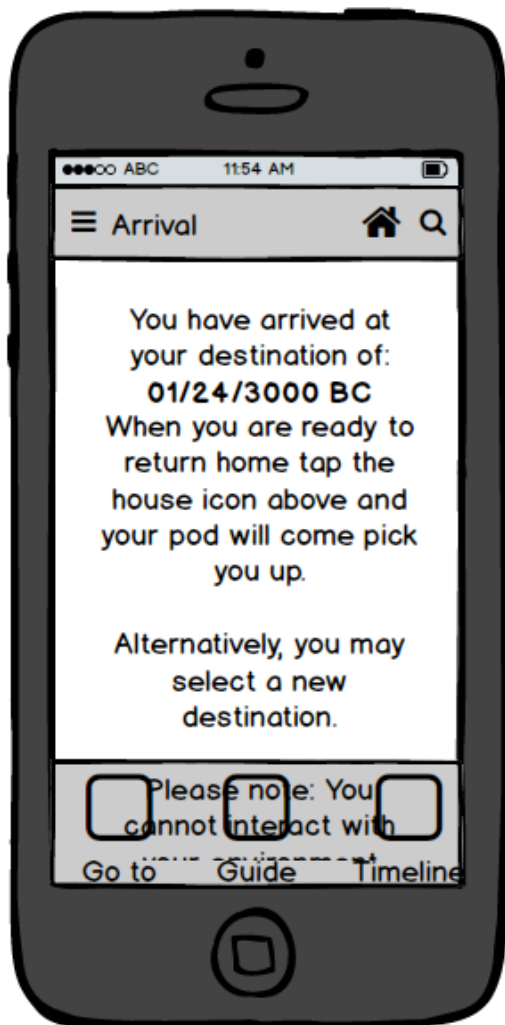 ABC 11:54 AM
Arrival
You have arrived at
your destination of:
01/24/3000 BC
When you are ready to
return home tap the
house icon above and
your pod will come pick
you up.
Alternatively, you may
select a new
destination.
Please note: You
cannot interact with
your environment
Go to Guide Timeline